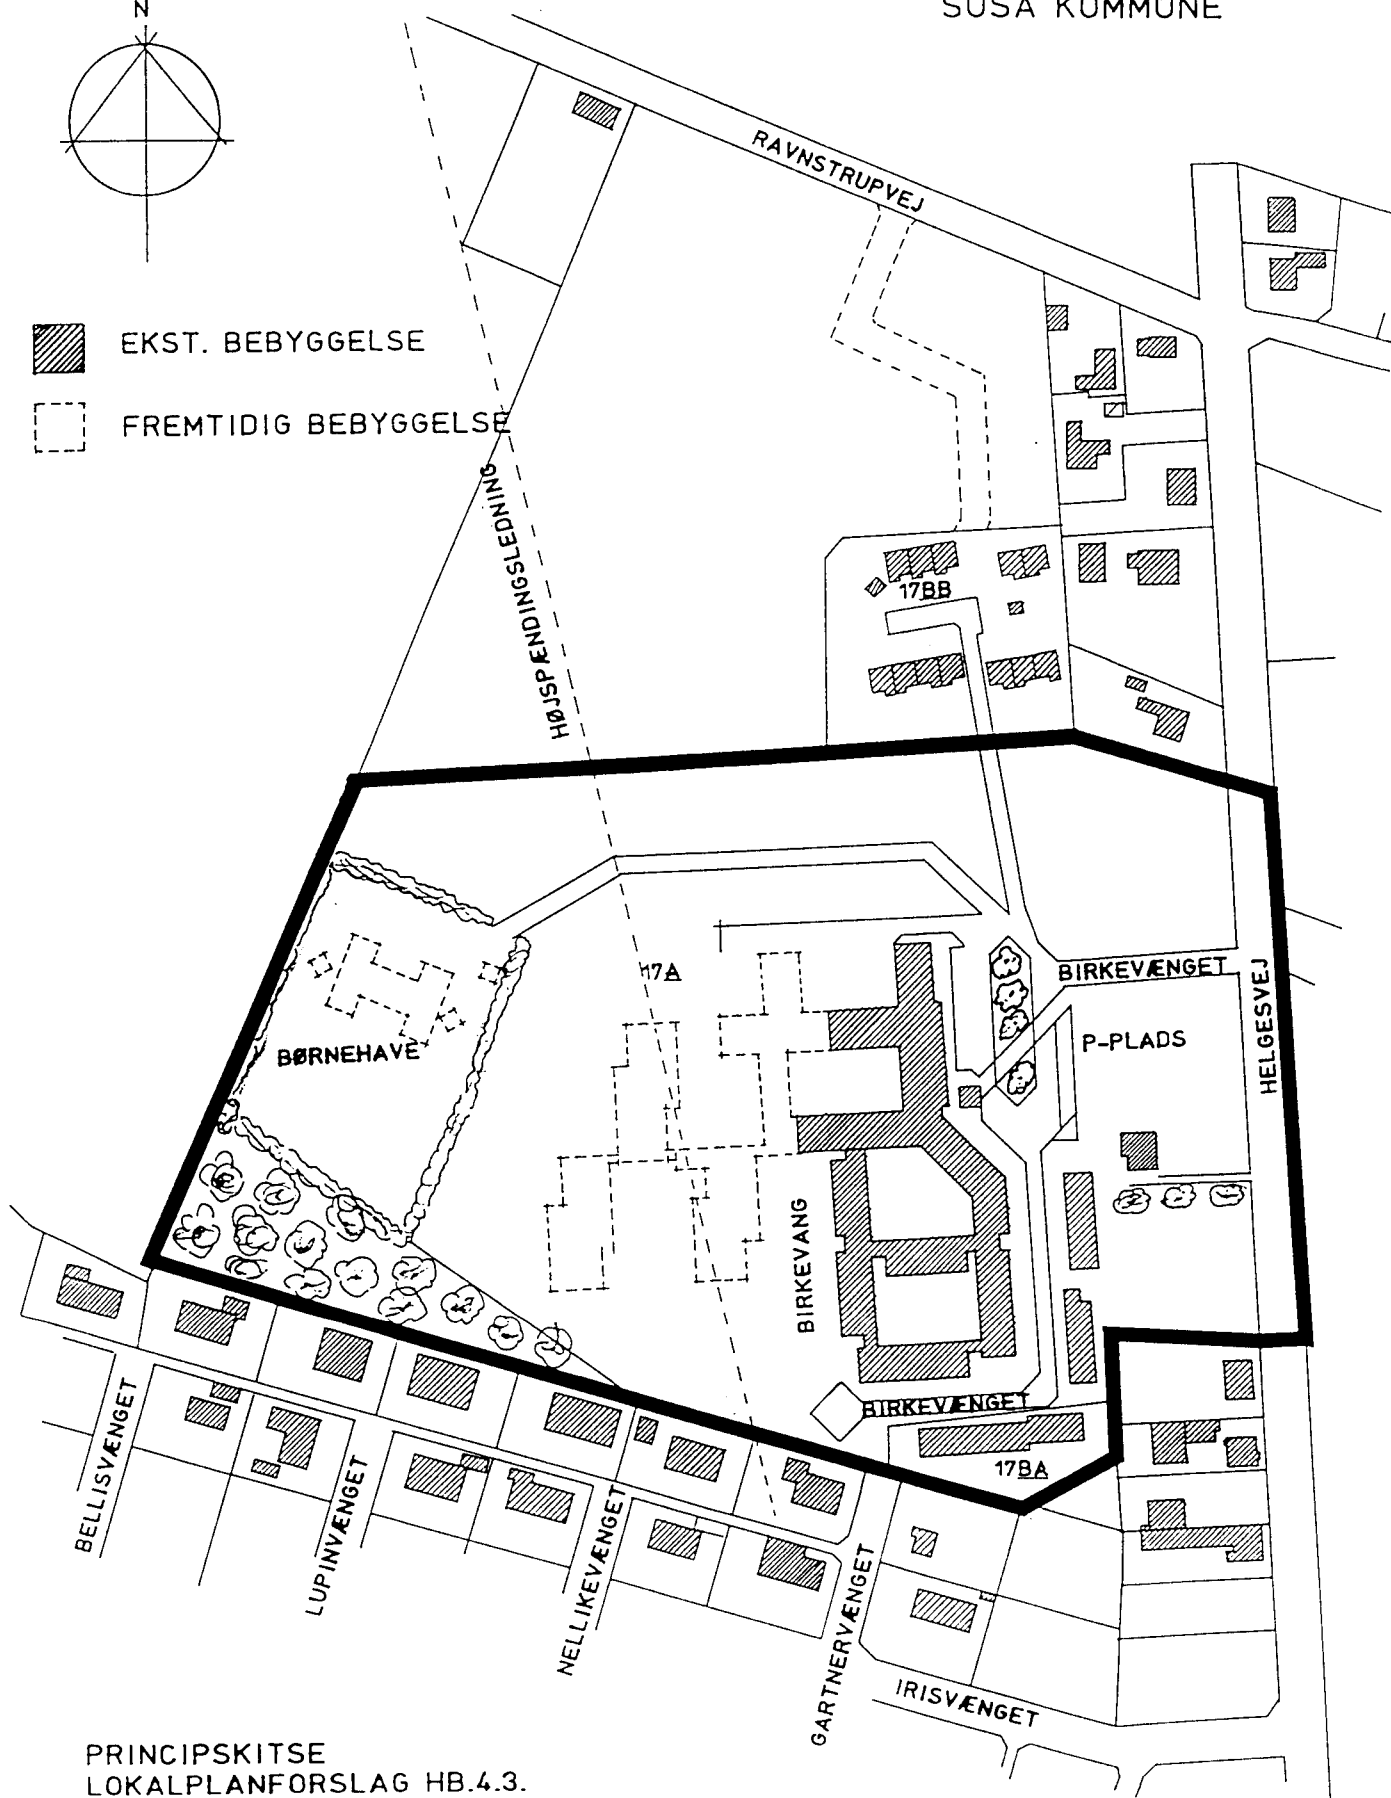 N
SUSÅ KOMMUNE
RAVNSTRUPVEJ
EKST. BEBYGGELSE
FREMTIDIG BEBYGGELSE
HØJSPÆNDINGSLEDNING
17BB
17A
BIRKEVÆNGET
HELGESVEJ
P-PLADS
BØRNEHAVE
BIRKEVANG
BIRKEVÆNGET
17BA
BELLISVÆNGET
LUPINVÆNGET
NELLIKEVÆNGET
GARTNERVÆNGET
IRISVÆNGET
PRINCIPSKITSE
LOKALPLANFORSLAG HB.4.3.